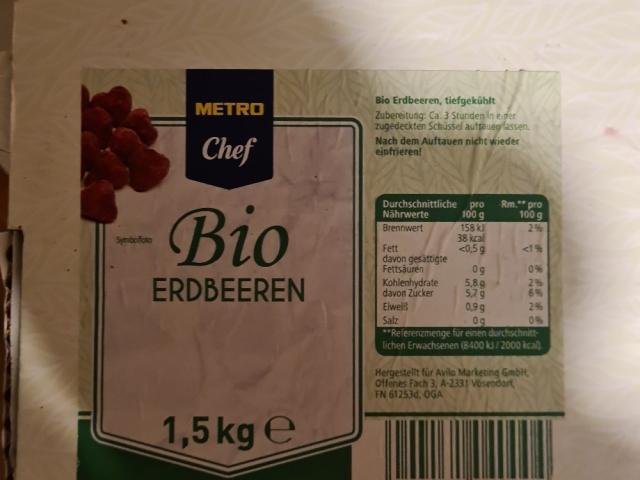 METRO
Chef
Symbolfoto
Bio
ERDBEEREN
1,5 kg e
Bio Erdbeeren, tiefgekühlt
Zubereitung: Ca. 3 Stunden in einer
zugedeckten Schüssel auftauen lassen.
Nach dem Auftauen nicht wieder
einfrieren!
Durchschnittliche pro Rm.** pro
Nährwerte 100 g 100 g
Brennwert 158 kJ 2%
38 kcal
Fett <0,5 g <1%
davon gesättigte
Fettsäuren 0 g 0%
Kohlenhydrate 5,8 g 2%
davon Zucker 5,7 g 6%
Eiweiß 0,9 g 2%
Salz 0 g 0%
**Referenzmenge für einen durchschnitt-
lichen Erwachsenen (8400 kJ / 2000 kcal).
Hergestellt für Avilo Marketing GmbH,
Offenes Fach 3, A-2331 Vösendorf,
FN 61253d, OGA